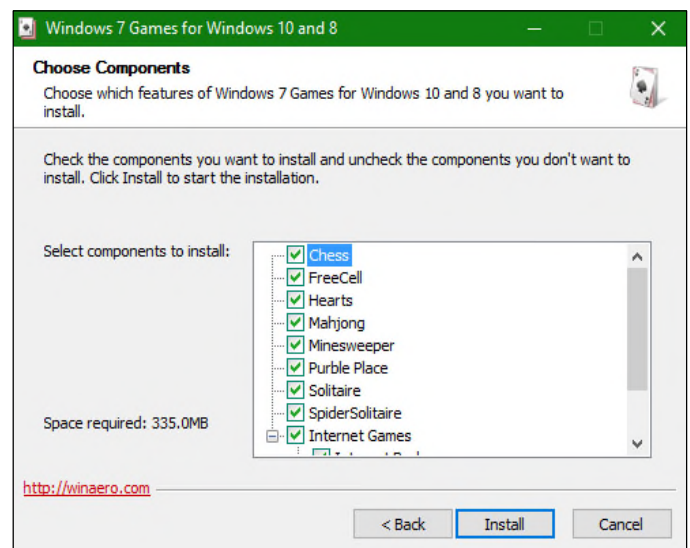 Windows 7 Games for Windows 10 and 8
Choose Components
Choose which features of Windows 7 Games for Windows 10 and 8 you want to
install.
Check the components you want to install and uncheck the components you don't want to
install. Click Install to start the installation.
Select components to install:
Chess
FreeCell
Hearts
Mahjong
Minesweeper
Purble Place
Solitaire
SpiderSolitaire
Internet Games
Space required: 335.0MB
http://winaero.com
< Back
Install
Cancel